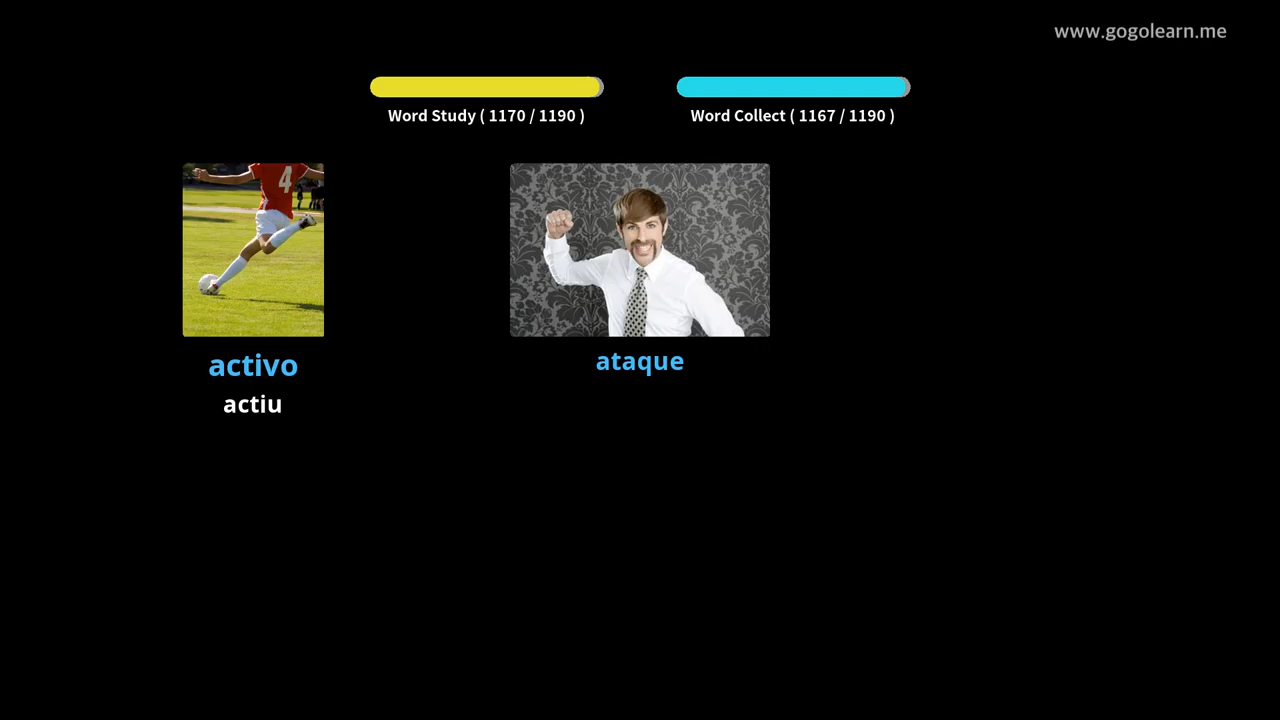 www.gogolearn.me
Word Study ( 1170 / 1190 )
Word Collect ( 1167 / 1190 )
4
activo
actiu
ataque